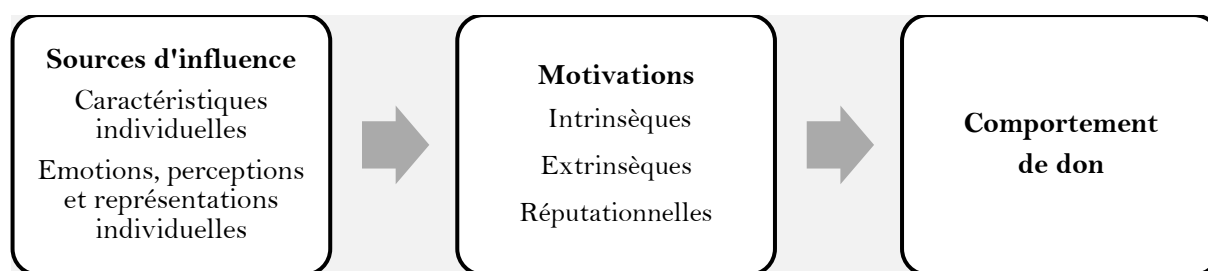 Sources d'influence
Caractéristiques
individuelles
Emotions, perceptions
et représentations
individuelles
Motivations
Intrinsèques
Extrinsèques
Réputationnelles
Comportement
de don